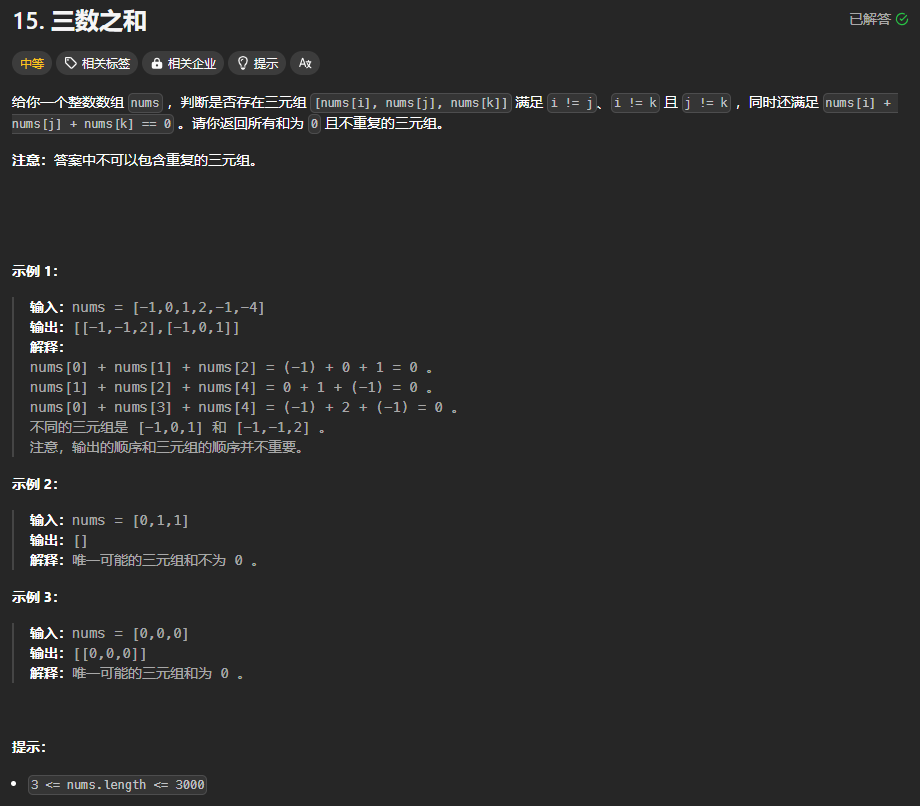 15. 三数之和
已解答
中等 相关标签 相关企业 提示 Ax
给你一个整数数组 nums ，判断是否存在三元组 [nums[i], nums[j], nums[k]] 满足 i != j、i != k 且 j != k ，同时还满足 nums[i] +
nums[j] + nums[k] == 0 。请你返回所有和为 0 且不重复的三元组。
注意：答案中不可以包含重复的三元组。
示例 1：
输入：nums = [-1,0,1,2,-1,-4]
输出：[[-1,-1,2],[-1,0,1]]
解释：
nums[0] + nums[1] + nums[2] = (-1) + 0 + 1 = 0 。
nums[1] + nums[2] + nums[4] = 0 + 1 + (-1) = 0 。
nums[0] + nums[3] + nums[4] = (-1) + 2 + (-1) = 0 。
不同的三元组是 [-1,0,1] 和 [-1,-1,2] 。
注意，输出的顺序和三元组的顺序并不重要。
示例 2：
输入：nums = [0,1,1]
输出：[]
解释：唯一可能的三元组和不为 0 。
示例 3：
输入：nums = [0,0,0]
输出：[[0,0,0]]
解释：唯一可能的三元组和为 0 。
提示：
3 <= nums.length <= 3000